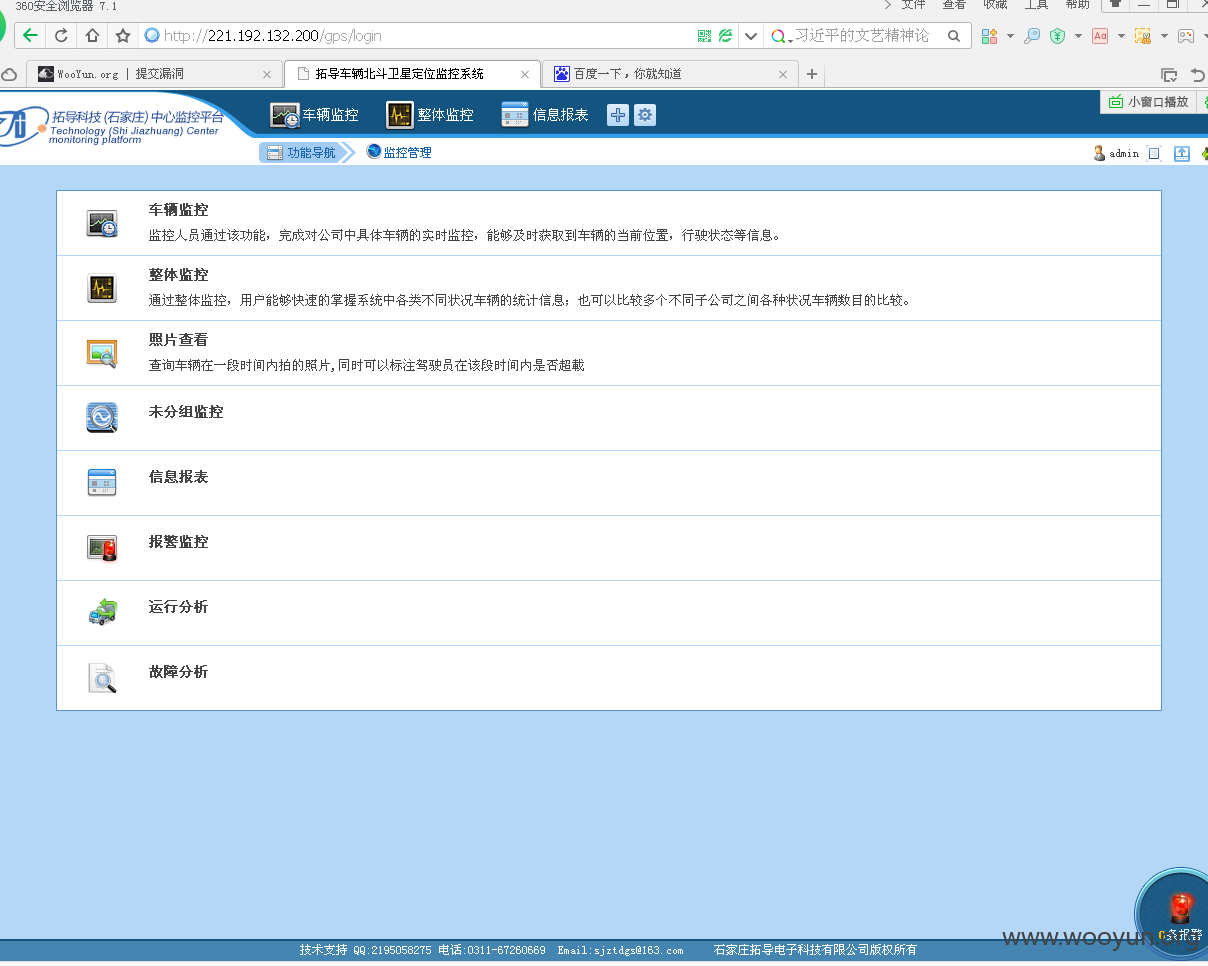 360安全浏览器 7.1
文件 查看 收藏 工具 帮助
http://221.192.132.200/gps/login
习近平的文艺精神论
WooYun.org | 提交漏洞
拓导车辆北斗卫星定位监控系统
百度一下，你就知道
小窗口播放
拓导科技(石家庄)中心监控平台
Technology (Shi Jiazhuang) Center
monitoring platform
车辆监控
整体监控
信息报表
功能导航
监控管理
admin
车辆监控
监控人员通过该功能，完成对公司中具体车辆的实时监控，能够及时获取到车辆的当前位置，行驶状态等信息。
整体监控
通过整体监控，用户能够快速的掌握系统中各类不同状况车辆的统计信息；也可以比较多个不同子公司之间各种状况车辆数目的比较。
照片查看
查询车辆在一段时间内拍的照片,同时可以标注驾驶员在该段时间内是否超载
未分组监控
信息报表
报警监控
运行分析
故障分析
0条报警
www.wooyun.org
技术支持 QQ:2195058275 电话:0311-67260669 Email:sjztdgs@163.com 石家庄拓导电子科技有限公司版权所有